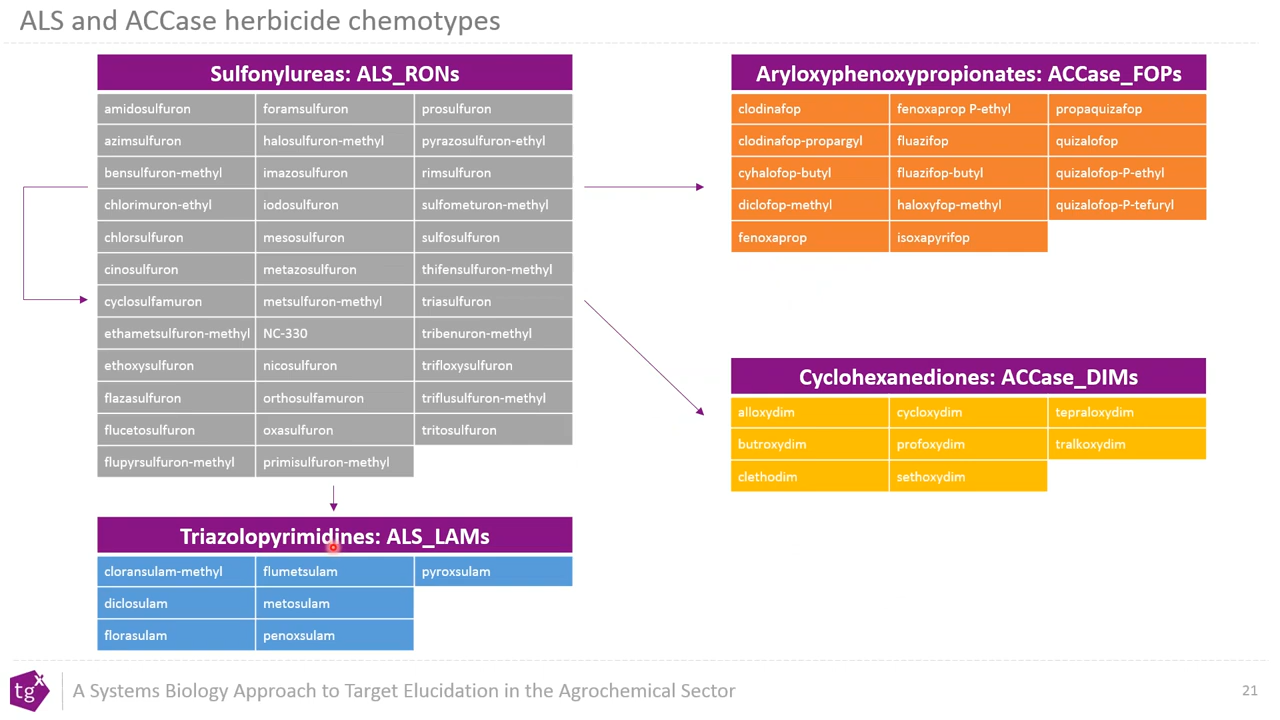 ALS and ACCase herbicide chemotypes
Sulfonylureas: ALS_RONs
amidosulfuron foramsulfuron prosulfuron
azimsulfuron halosulfuron-methyl pyrazosulfuron-ethyl
bensulfuron-methyl imazosulfuron rimsulfuron
chlorimuron-ethyl iodosulfuron sulfometuron-methyl
chlorsulfuron mesosulfuron sulfosulfuron
cinosulfuron metazosulfuron thifensulfuron-methyl
cyclosulfamuron metsulfuron-methyl triasulfuron
ethametsulfuron-methyl NC-330 tribenuron-methyl
ethoxysulfuron nicosulfuron trifloxysulfuron
flazasulfuron orthosulfamuron triflusulfuron-methyl
flucetosulfuron oxasulfuron tritosulfuron
flupyrsulfuron-methyl primisulfuron-methyl
Triazolopyrimidines: ALS_LAMs
cloransulam-methyl flumetsulam pyroxsulam
diclosulam metosulam
florasulam penoxsulam
Aryloxyphenoxypropionates: ACCase_FOPs
clodinafop fenoxaprop P-ethyl propaquizafop
clodinafop-propargyl fluazifop quizalofop
cyhalofop-butyl fluazifop-butyl quizalofop-P-ethyl
diclofop-methyl haloxyfop-methyl quizalofop-P-tefuryl
fenoxaprop isoxapyrifop
Cyclohexanediones: ACCase_DIMs
alloxydim cycloxydim tepraloxydim
butroxydim profoxydim tralkoxydim
clethodim sethoxydim
tgx
A Systems Biology Approach to Target Elucidation in the Agrochemical Sector
21